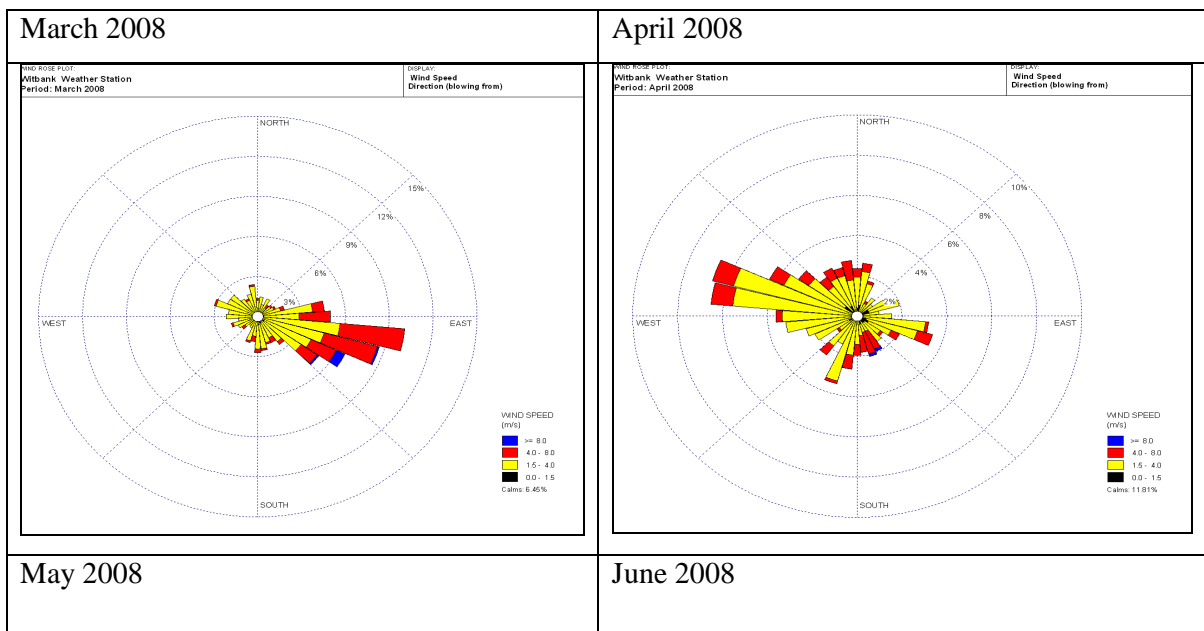 March 2008
April 2008
WIND ROSE PLOT:
Witbank Weather Station
Period: March 2008
DISPLAY:
Wind Speed
Direction (blowing from)
NORTH
15%
12%
9%
6%
3%
WEST
EAST
SOUTH
WIND SPEED
(m/s)
>= 8.0
4.0 - 8.0
1.5 - 4.0
0.0 - 1.5
Calms: 6.45%
WIND ROSE PLOT:
Witbank Weather Station
Period: April 2008
DISPLAY:
Wind Speed
Direction (blowing from)
NORTH
10%
8%
6%
4%
2%
WEST
EAST
SOUTH
WIND SPEED
(m/s)
>= 8.0
4.0 - 8.0
1.5 - 4.0
0.0 - 1.5
Calms: 11.81%
May 2008
June 2008